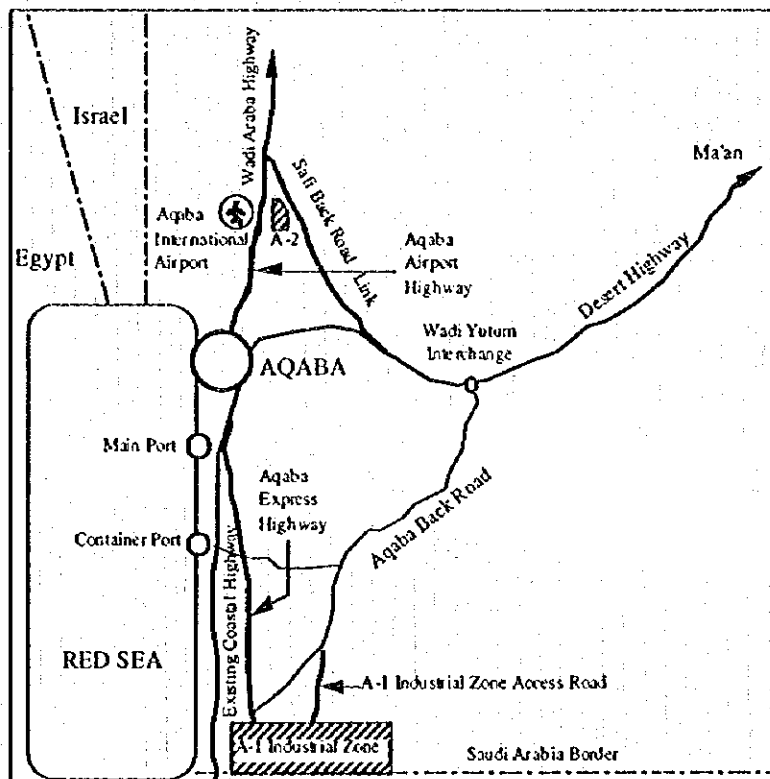 Israel
Wadi Araba Highway
Ma'an
Safi Back Road Link
Aqaba
International
Airport
A-2
Egypt
Aqaba
Airport
Highway
Desert Highway
Wadi Yutum
Interchange
AQABA
Main Port
Aqaba
Express
Highway
Aqaba Back Road
Container Port
Existing Coastal Highway
RED SEA
A-1 Industrial Zone Access Road
A-1 Industrial Zone
Saudi Arabia Border